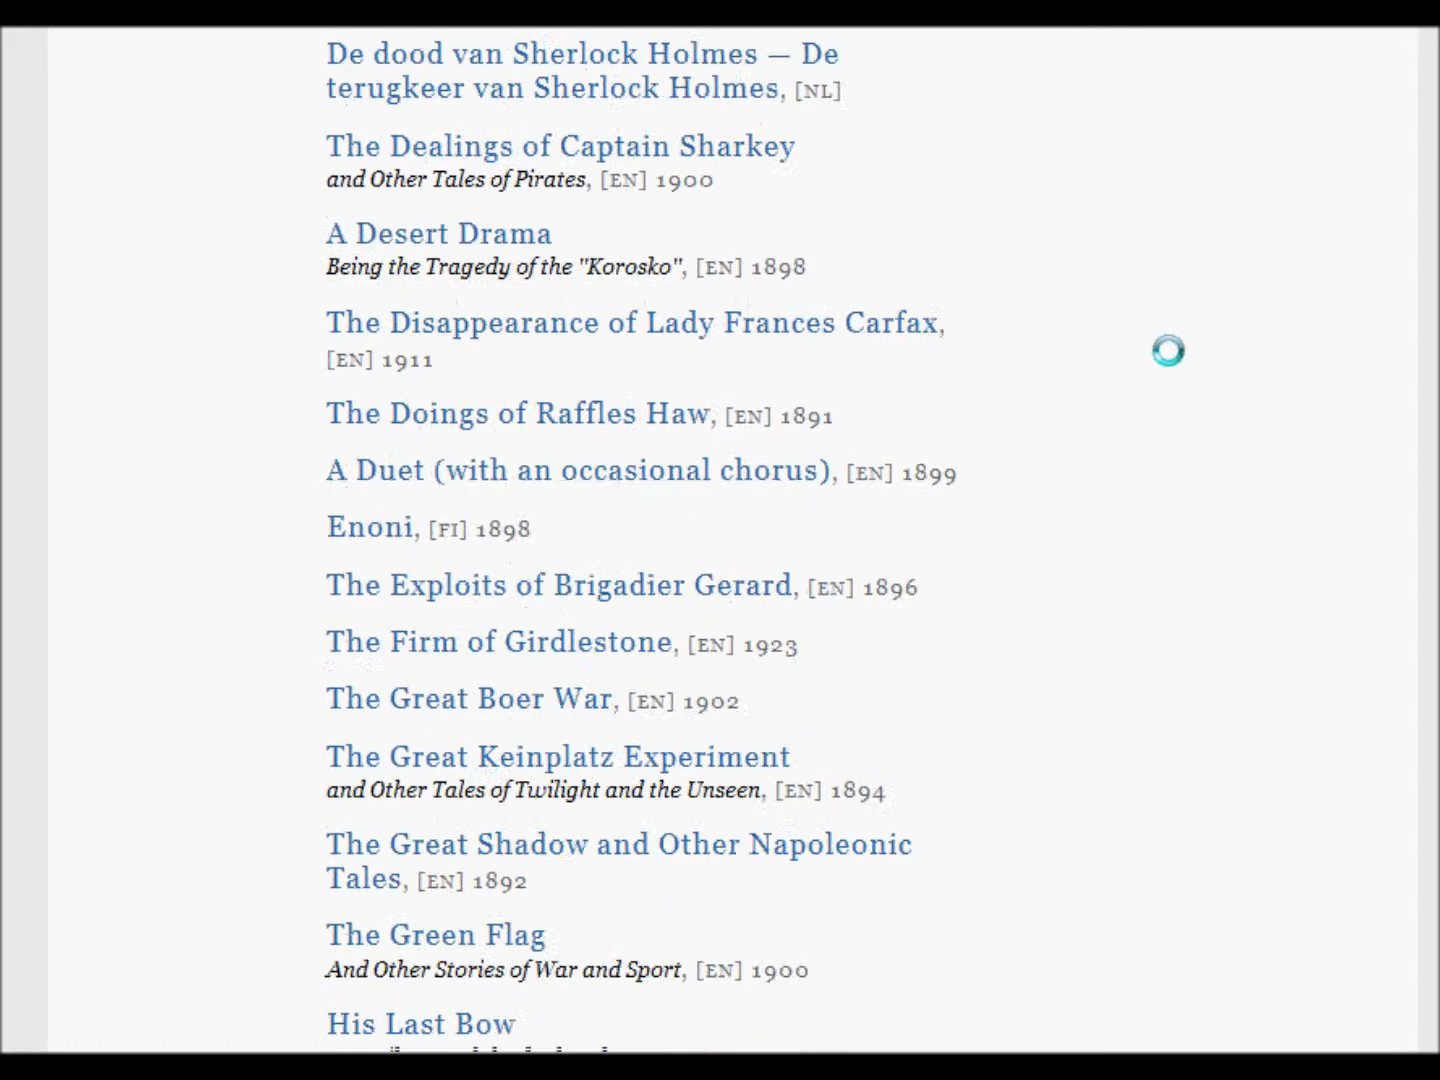 De dood van Sherlock Holmes — De
terugkeer van Sherlock Holmes, [NL]
The Dealings of Captain Sharkey
and Other Tales of Pirates, [EN] 1900
A Desert Drama
Being the Tragedy of the "Korosko", [EN] 1898
The Disappearance of Lady Frances Carfax,
[EN] 1911
The Doings of Raffles Haw, [EN] 1891
A Duet (with an occasional chorus), [EN] 1899
Enoni, [FI] 1898
The Exploits of Brigadier Gerard, [EN] 1896
The Firm of Girdlestone, [EN] 1923
The Great Boer War, [EN] 1902
The Great Keinplatz Experiment
and Other Tales of Twilight and the Unseen, [EN] 1894
The Great Shadow and Other Napoleonic
Tales, [EN] 1892
The Green Flag
And Other Stories of War and Sport, [EN] 1900
His Last Bow